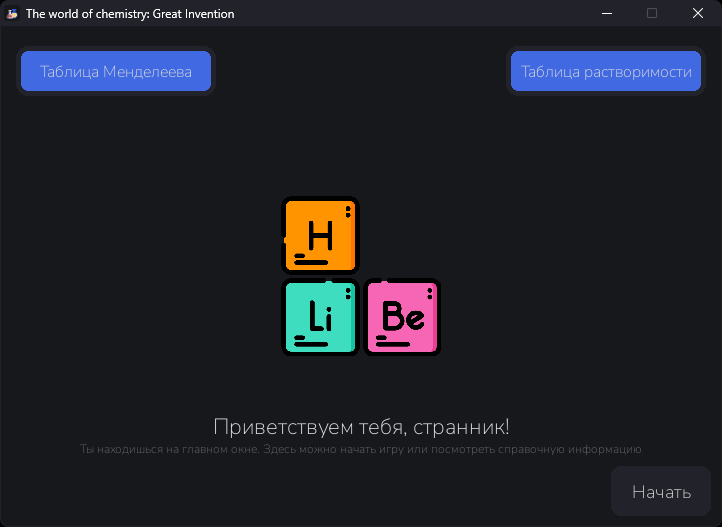 The world of chemistry: Great Invention
Таблица Менделеева
Таблица растворимости
H
Li
Be
Приветствуем тебя, странник!
Ты находишься на главном окне. Здесь можно начать игру или посмотреть справочную информацию
Начать